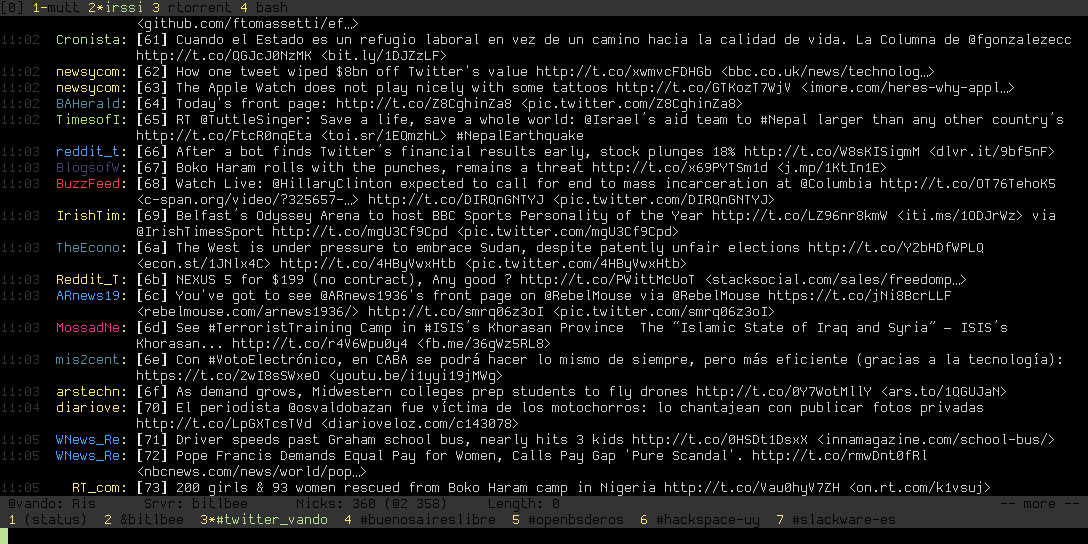 [0] 1-mutt 2*irssi 3 rtorrent 4 bash
<github.com/ftomassetti/ef…>
11:02 Cronista: [61] Cuando el Estado es un refugio laboral en vez de un camino hacia la calidad de vida. La Columna de @fgonzalezecc
http://t.co/QGJcJ0NzMK <bit.ly/1DJZzLF>
11:02 newsycom: [62] How one tweet wiped $8bn off Twitter's value http://t.co/xwmvcFDHGb <bbc.co.uk/news/technolog…>
11:02 newsycom: [63] The Apple Watch does not play nicely with some tattoos http://t.co/GTKozT7WjV <imore.com/heres-why-appl…>
11:02 BAHerald: [64] Today's front page: http://t.co/Z8CghinZa8 <pic.twitter.com/Z8CghinZa8>
11:02 TimesofI: [65] RT @TuttleSinger: Save a life, save a whole world: @Israel's aid team to #Nepal larger than any other country's
http://t.co/FtcR0nqEta <toi.sr/1EQmzhL> #NepalEarthquake
11:03 reddit_t: [66] After a bot finds Twitter's financial results early, stock plunges 18% http://t.co/W8sKISigmM <dlvr.it/9bf5nF>
11:03 BlogsofW: [67] Boko Haram rolls with the punches, remains a threat http://t.co/x69PYTSm1d <j.mp/1KtIn1E>
11:03 BuzzFeed: [68] Watch Live: @HillaryClinton expected to call for end to mass incarceration at @Columbia http://t.co/OT76TehoK5
<c-span.org/video/?325657-…> http://t.co/DIRQnGNTYJ <pic.twitter.com/DIRQnGNTYJ>
11:03 IrishTim: [69] Belfast's Odyssey Arena to host BBC Sports Personality of the Year http://t.co/LZ96nr8kmW <iti.ms/1ODJrWz> via
@IrishTimesSport http://t.co/mgU3Cf9Cpd <pic.twitter.com/mgU3Cf9Cpd>
11:03 TheEcono: [6a] The West is under pressure to embrace Sudan, despite patently unfair elections http://t.co/Y2bHDfWPLQ
<econ.st/1JNlx4C> http://t.co/4HByVwxHtb <pic.twitter.com/4HByVwxHtb>
11:03 Reddit_T: [6b] NEXUS 5 for $199 (no contract), Any good ? http://t.co/PWittMcUoT <stacksocial.com/sales/freedomp…>
11:03 ARnews19: [6c] You've got to see @ARnews1936's front page on @RebelMouse via @RebelMouse https://t.co/jNi8BcrLLF
<rebelmouse.com/arnews1936/> http://t.co/smrq06z3oI <pic.twitter.com/smrq06z3oI>
11:03 MossadNe: [6d] See #TerroristTraining Camp in #ISIS's Khorasan Province  The “Islamic State of Iraq and Syria” – ISIS's
Khorasan... http://t.co/r4V6Wpu0y4 <fb.me/36gWz5RL8>
11:03 mis2cent: [6e] Con #VotoElectrónico, en CABA se podrá hacer lo mismo de siempre, pero más eficiente (gracias a la tecnología):
https://t.co/2wI8sSWxeO <youtu.be/i1yyi19jMWg>
11:03 arstechn: [6f] As demand grows, Midwestern colleges prep students to fly drones http://t.co/0Y7WotMllY <ars.to/1QGUJaN>
11:04 diariove: [70] El periodista @osvaldobazan fue víctima de los motochorros: lo chantajean con publicar fotos privadas
http://t.co/LpGXTcsTVd <diarioveloz.com/c143078>
11:05 WNews_Re: [71] Driver speeds past Graham school bus, nearly hits 3 kids http://t.co/0HSDt1DsxX <innamagazine.com/school-bus/>
11:05 WNews_Re: [72] Pope Francis Demands Equal Pay for Women, Calls Pay Gap 'Pure Scandal'. http://t.co/rmwDnt0fRl
<nbcnews.com/news/world/pop…>
11:05 RT_com: [73] 200 girls & 93 women rescued from Boko Haram camp in Nigeria http://t.co/Vau0hyV7ZH <on.rt.com/k1vsuj>
@vando: Ris Srvr: bitlbee Nicks: 360 (@2 358) Length: 0 -- more --
1 (status) 2 &bitlbee 3*#twitter_vando 4 #buenosaireslibre 5 #openbsderos 6 #hackspace-uy 7 #slackware-es